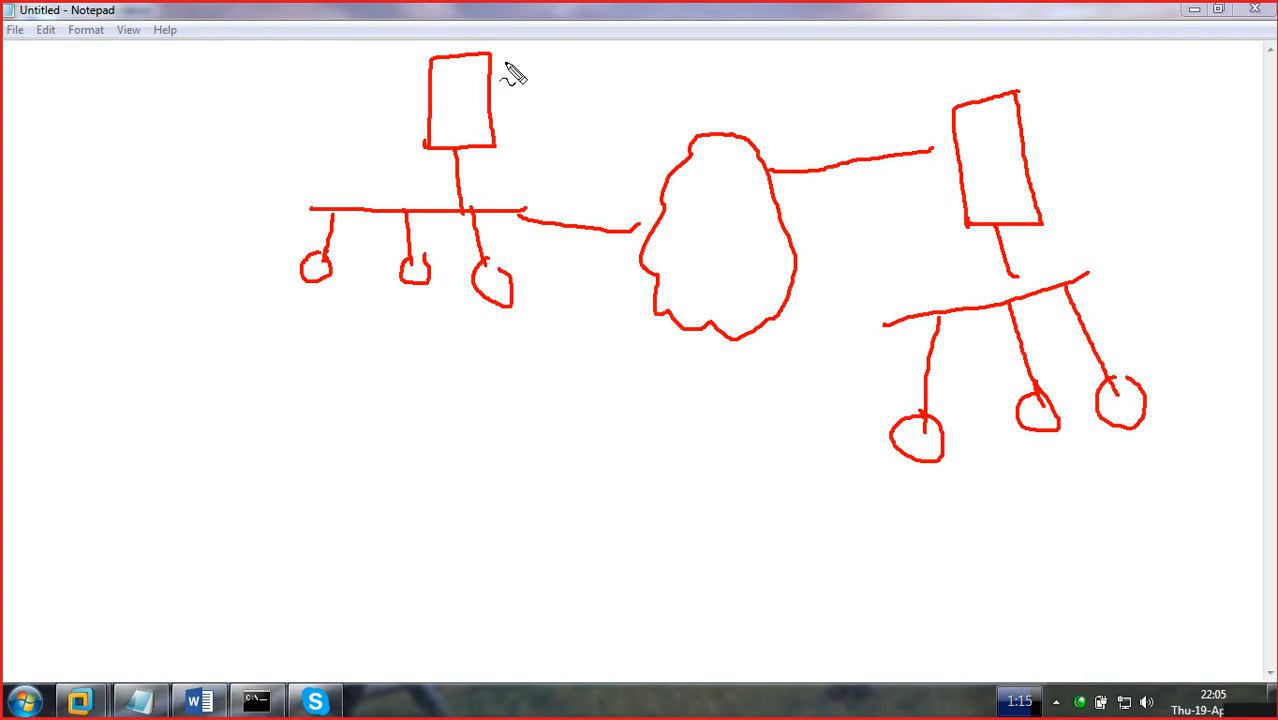 Untitled - Notepad
File Edit Format View Help
C:\
1:15
22:05
Thu-19-Ap